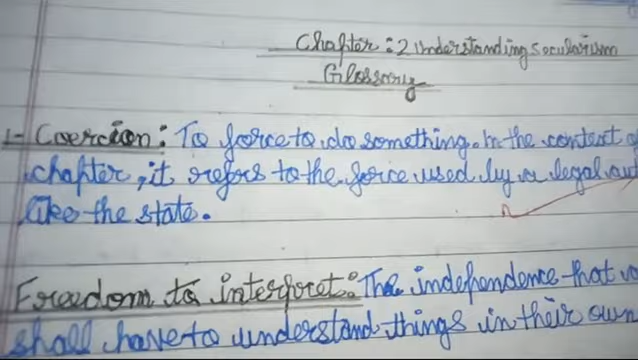 Chapter : 2 Understanding secularism
Glossary
1- Coercion : To force to do something. In the context of
chapter, it refers to the force used by a legal
like the state.
Freedom to interpret : The independence that
shall have to understand things in their own